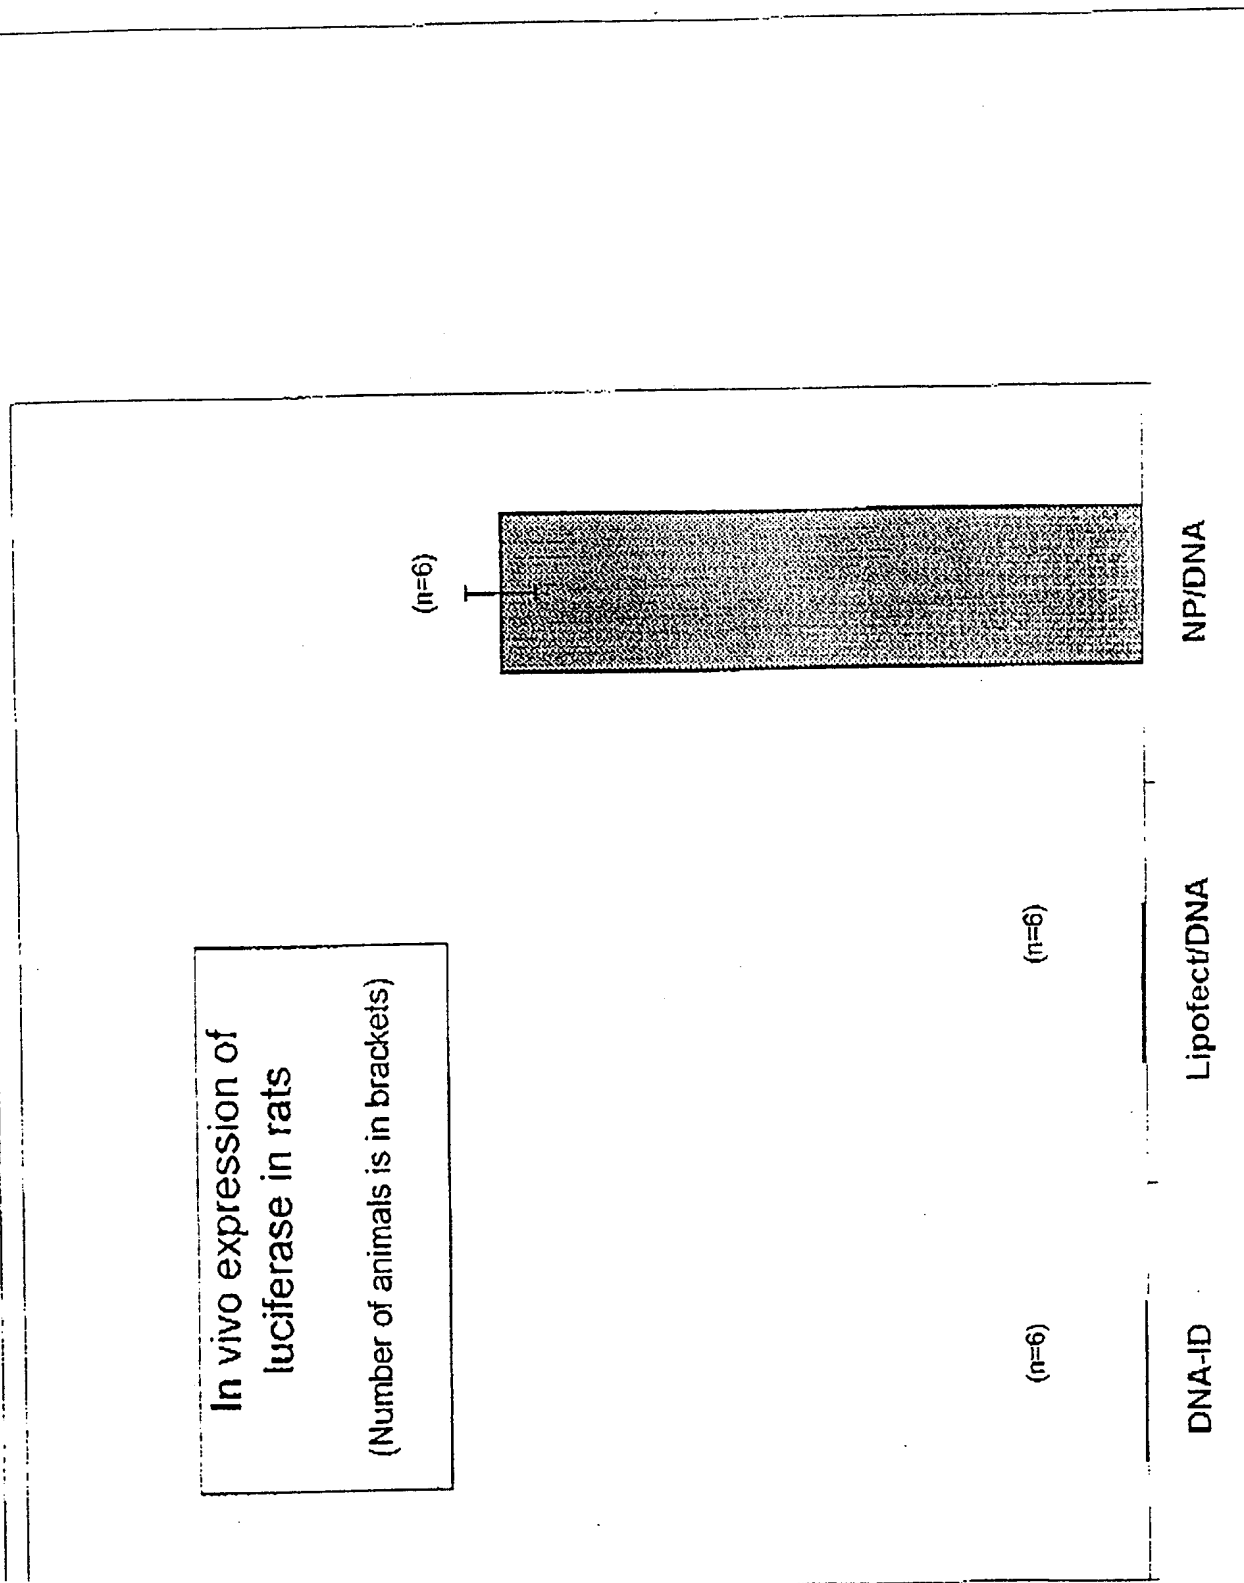 In vivo expression of
luciferase in rats
(Number of animals is in brackets)
(n=6)
(n=6)
(n=6)
DNA-ID
Lipofect/DNA
NP/DNA